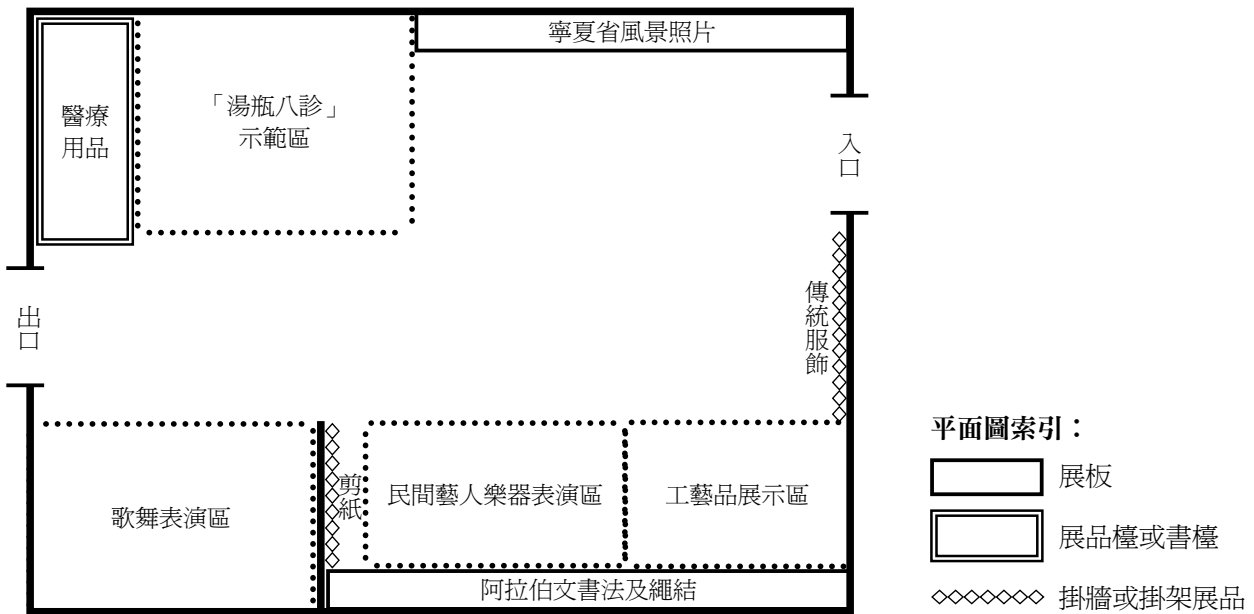 寧夏省風景照片
醫療
用品
「湯瓶八診」
示範區
入口
出口
傳統服飾
歌舞表演區
剪紙
民間藝人樂器表演區
工藝品展示區
阿拉伯文書法及繩結
平面圖索引：
展板
展品檯或書檯
掛牆或掛架展品